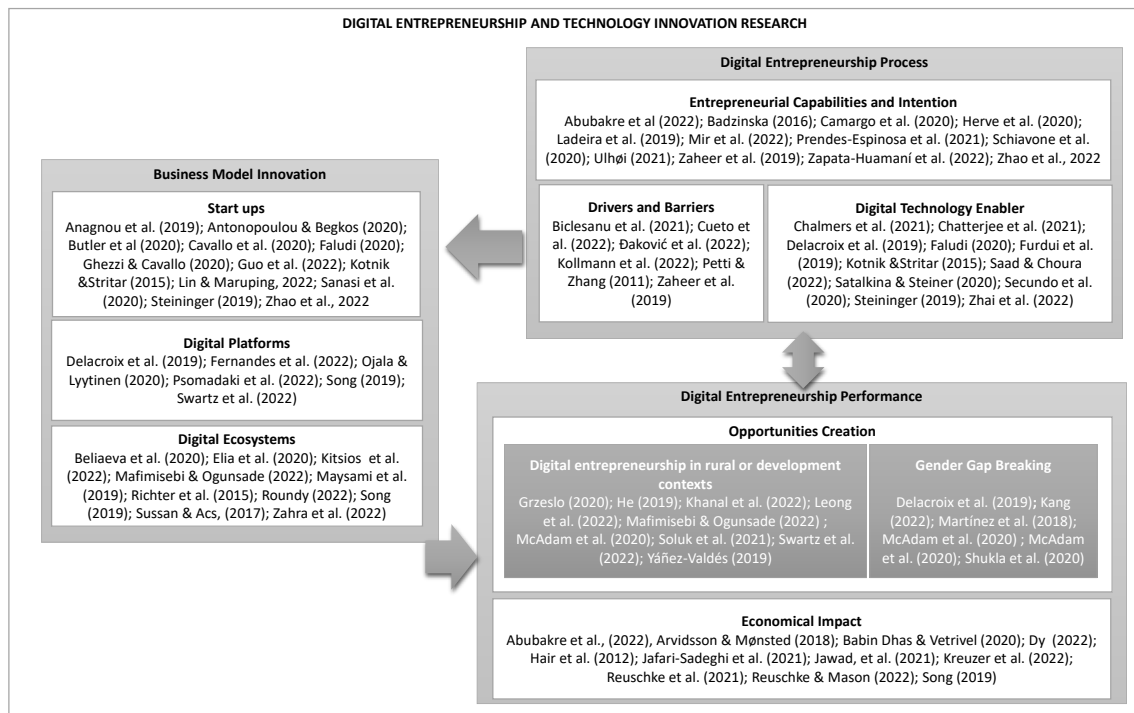 DIGITAL ENTREPRENEURSHIP AND TECHNOLOGY INNOVATION RESEARCH
Digital Entrepreneurship Process
Entrepreneurial Capabilities and Intention
Abubakre et al (2022); Badzinska (2016); Camargo et al. (2020); Herve et al. (2020);
Ladeira et al. (2019); Mir et al. (2022); Prendes-Espinosa et al. (2021); Schiavone et al.
(2020); Ulhøi (2021); Zaheer et al. (2019); Zapata-Huamaní et al. (2022); Zhao et al., 2022
Drivers and Barriers
Biclesanu et al. (2021); Cueto et
al. (2022); Đaković et al. (2022);
Kollmann et al. (2022); Petti &
Zhang (2011); Zaheer et al.
(2019)
Digital Technology Enabler
Chalmers et al. (2021); Chatterjee et al. (2021);
Delacroix et al. (2019); Faludi (2020); Furdui et al.
(2019); Kotnik &Stritar (2015); Saad & Choura
(2022); Satalkina & Steiner (2020); Secundo et al.
(2020); Steininger (2019); Zhai et al. (2022)
Business Model Innovation
Start ups
Anagnou et al. (2019); Antonopoulou & Begkos (2020);
Butler et al (2020); Cavallo et al. (2020); Faludi (2020);
Ghezzi & Cavallo (2020); Guo et al. (2022); Kotnik
&Stritar (2015); Lin & Maruping, 2022; Sanasi et al.
(2020); Steininger (2019); Zhao et al., 2022
Digital Platforms
Delacroix et al. (2019); Fernandes et al. (2022); Ojala &
Lyytinen (2020); Psomadaki et al. (2022); Song (2019);
Swartz et al. (2022)
Digital Ecosystems
Beliaeva et al. (2020); Elia et al. (2020); Kitsios et al.
(2022); Mafimisebi & Ogunsade (2022); Maysami et al.
(2019); Richter et al. (2015); Roundy (2022); Song
(2019); Sussan & Acs, (2017); Zahra et al. (2022)
Digital Entrepreneurship Performance
Opportunities Creation
Digital entrepreneurship in rural or development
contexts
Grzeslo (2020); He (2019); Khanal et al. (2022); Leong
et al. (2022); Mafimisebi & Ogunsade (2022) ;
McAdam et al. (2020); Soluk et al. (2021); Swartz et al.
(2022); Yáñez-Valdés (2019)
Gender Gap Breaking
Delacroix et al. (2019); Kang
(2022); Martínez et al. (2018);
McAdam et al. (2020) ; McAdam
et al. (2020); Shukla et al. (2020)
Economical Impact
Abubakre et al., (2022), Arvidsson & Mønsted (2018); Babin Dhas & Vetrivel (2020); Dy (2022);
Hair et al. (2012); Jafari-Sadeghi et al. (2021); Jawad, et al. (2021); Kreuzer et al. (2022);
Reuschke et al. (2021); Reuschke & Mason (2022); Song (2019)